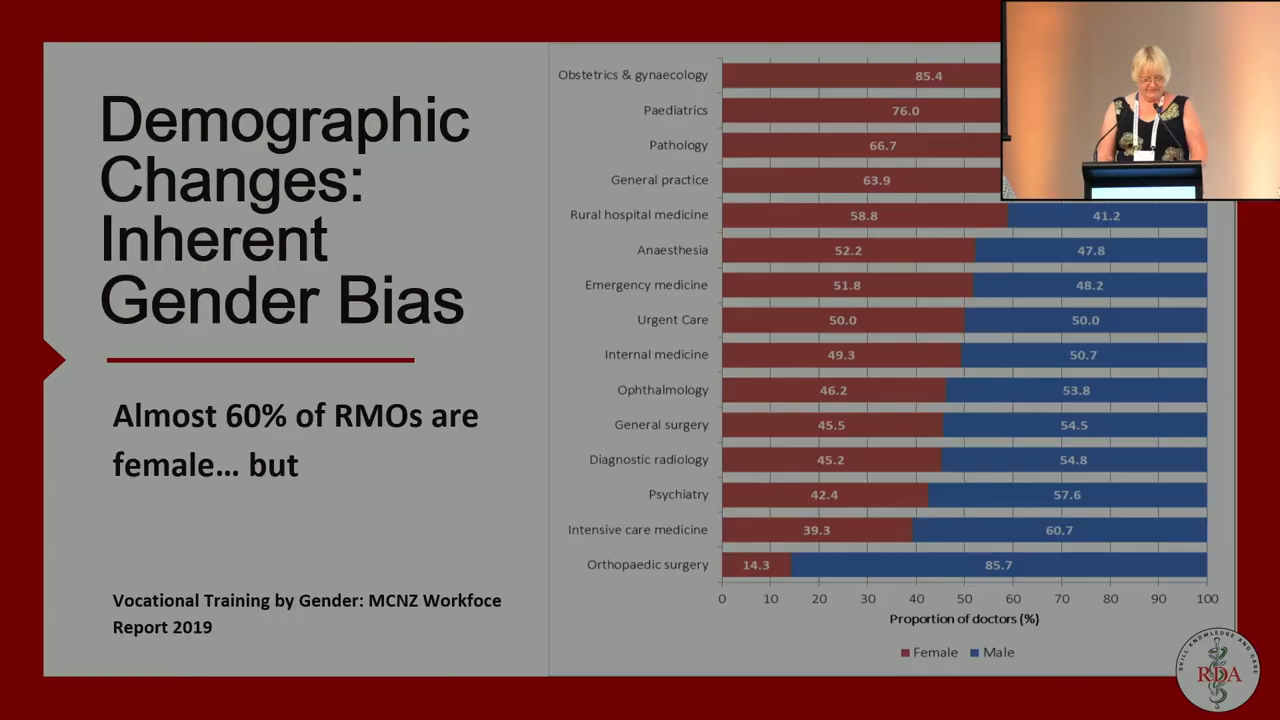 Demographic
Changes:
Inherent
Gender Bias
Almost 60% of RMOs are
female... but
Vocational Training by Gender: MCNZ Workfoce
Report 2019
Obstetrics & gynaecology 85.4
Paediatrics 76.0
Pathology 66.7
General practice 63.9
Rural hospital medicine 58.8 41.2
Anaesthesia 52.2 47.8
Emergency medicine 51.8 48.2
Urgent Care 50.0 50.0
Internal medicine 49.3 50.7
Ophthalmology 46.2 53.8
General surgery 45.5 54.5
Diagnostic radiology 45.2 54.8
Psychiatry 42.4 57.6
Intensive care medicine 39.3 60.7
Orthopaedic surgery 14.3 85.7
0 10 20 30 40 50 60 70 80 90 100
Proportion of doctors (%)
Female Male
SKILL KNOWLEDGE AND CARE
RDA